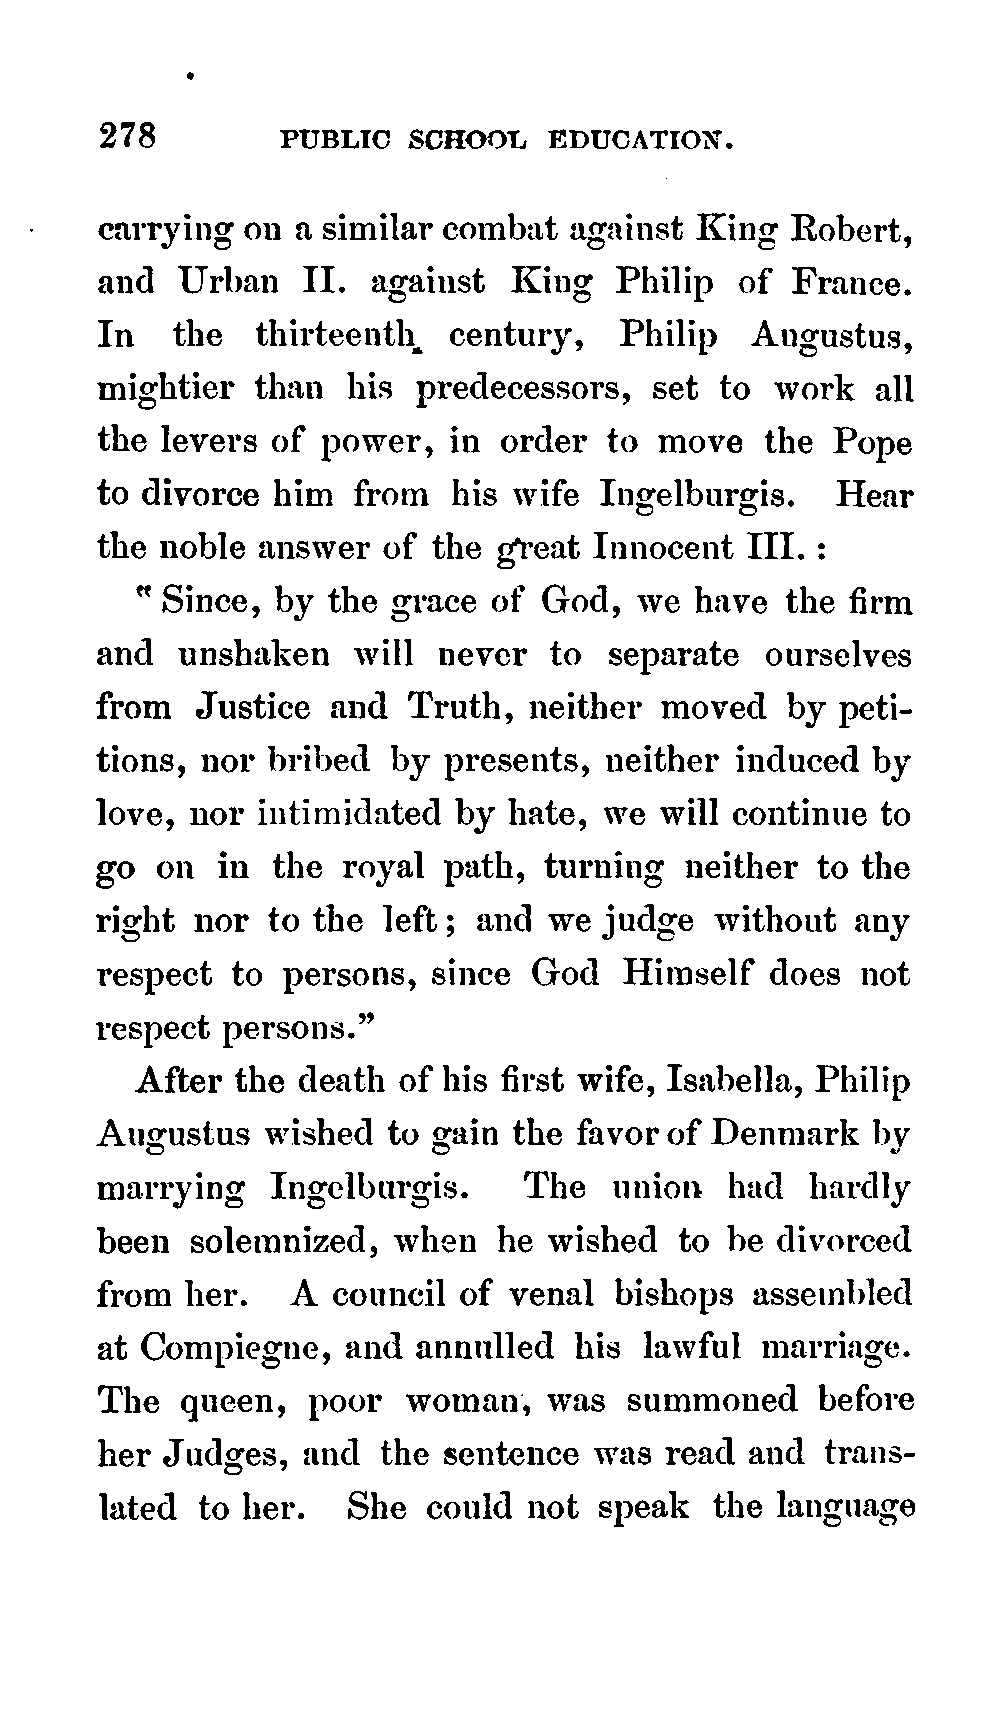 278 PUBLIC SCHOOL EDUCATION.
carrying on a similar combat against King Robert,
and Urban II. against King Philip of France.
In the thirteenth century, Philip Augustus,
mightier than his predecessors, set to work all
the levers of power, in order to move the Pope
to divorce him from his wife Ingelburgis. Hear
the noble answer of the great Innocent III. :
"Since, by the grace of God, we have the firm
and unshaken will never to separate ourselves
from Justice and Truth, neither moved by peti-
tions, nor bribed by presents, neither induced by
love, nor intimidated by hate, we will continue to
go on in the royal path, turning neither to the
right nor to the left; and we judge without any
respect to persons, since God Himself does not
respect persons."
After the death of his first wife, Isabella, Philip
Augustus wished to gain the favor of Denmark by
marrying Ingelburgis. The union had hardly
been solemnized, when he wished to be divorced
from her. A council of venal bishops assembled
at Compiegne, and annulled his lawful marriage.
The queen, poor woman, was summoned before
her Judges, and the sentence was read and trans-
lated to her. She could not speak the language